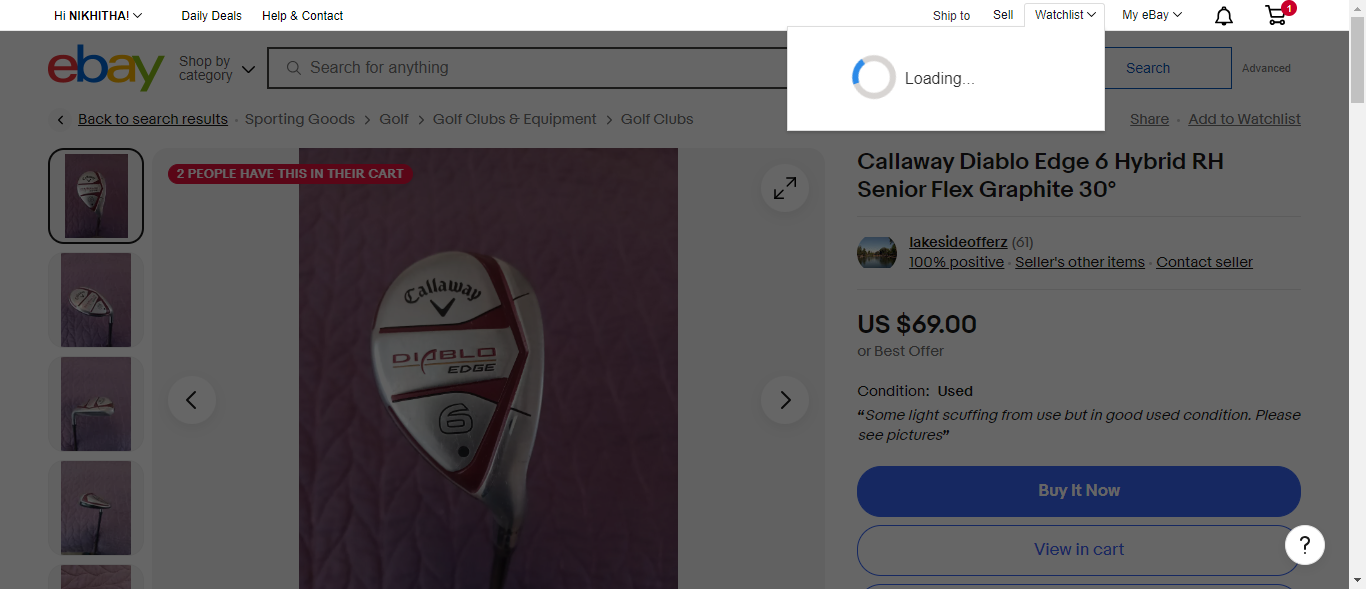 Hi NIKHITHA!
Daily Deals
Help & Contact
Ship to
Sell
Watchlist
My eBay
1
ebay
Shop by
category
Search for anything
Search
Advanced
Loading...
Back to search results · Sporting Goods > Golf > Golf Clubs & Equipment > Golf Clubs
Share · Add to Watchlist
2 PEOPLE HAVE THIS IN THEIR CART
Callaway
DIABLO
EDGE
6
Callaway Diablo Edge 6 Hybrid RH
Senior Flex Graphite 30°
lakesideofferz (61)
100% positive · Seller's other items · Contact seller
US $69.00
or Best Offer
Condition: Used
“Some light scuffing from use but in good used condition. Please
see pictures”
Buy It Now
View in cart
?